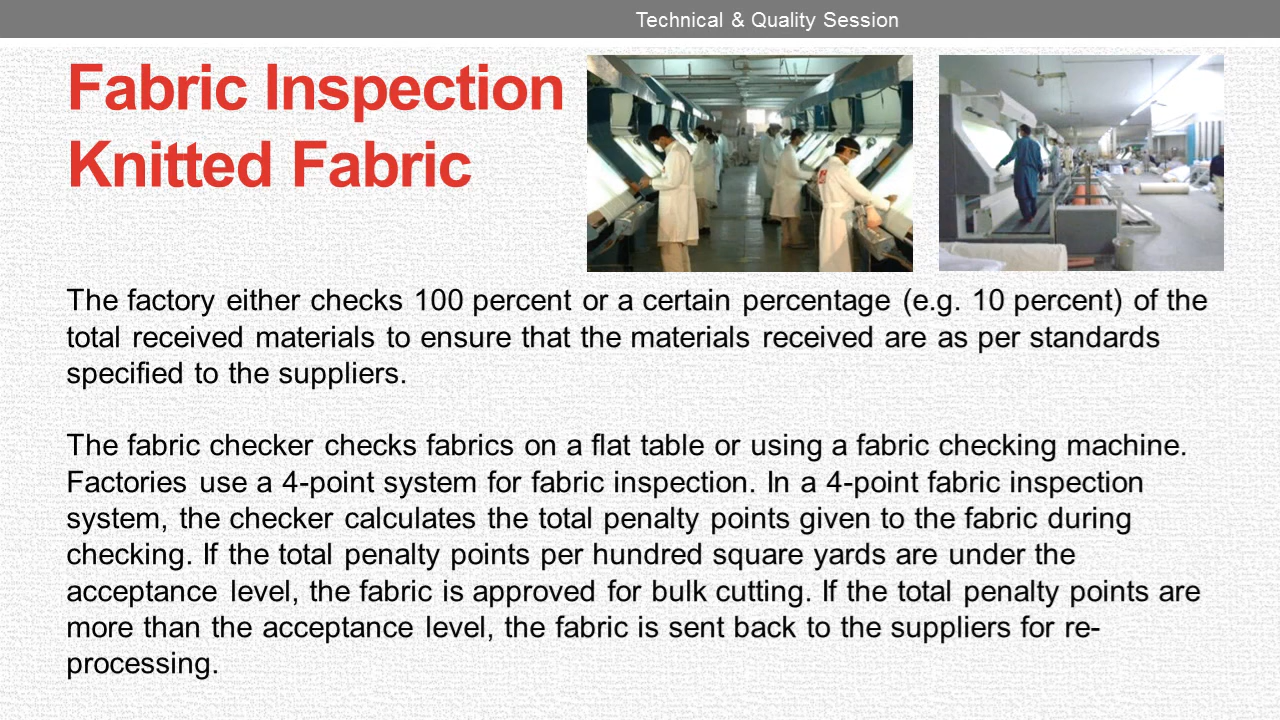 Technical & Quality Session
Fabric Inspection
Knitted Fabric
The factory either checks 100 percent or a certain percentage (e.g. 10 percent) of the
total received materials to ensure that the materials received are as per standards
specified to the suppliers.
The fabric checker checks fabrics on a flat table or using a fabric checking machine.
Factories use a 4-point system for fabric inspection. In a 4-point fabric inspection
system, the checker calculates the total penalty points given to the fabric during
checking. If the total penalty points per hundred square yards are under the
acceptance level, the fabric is approved for bulk cutting. If the total penalty points are
more than the acceptance level, the fabric is sent back to the suppliers for re-
processing.